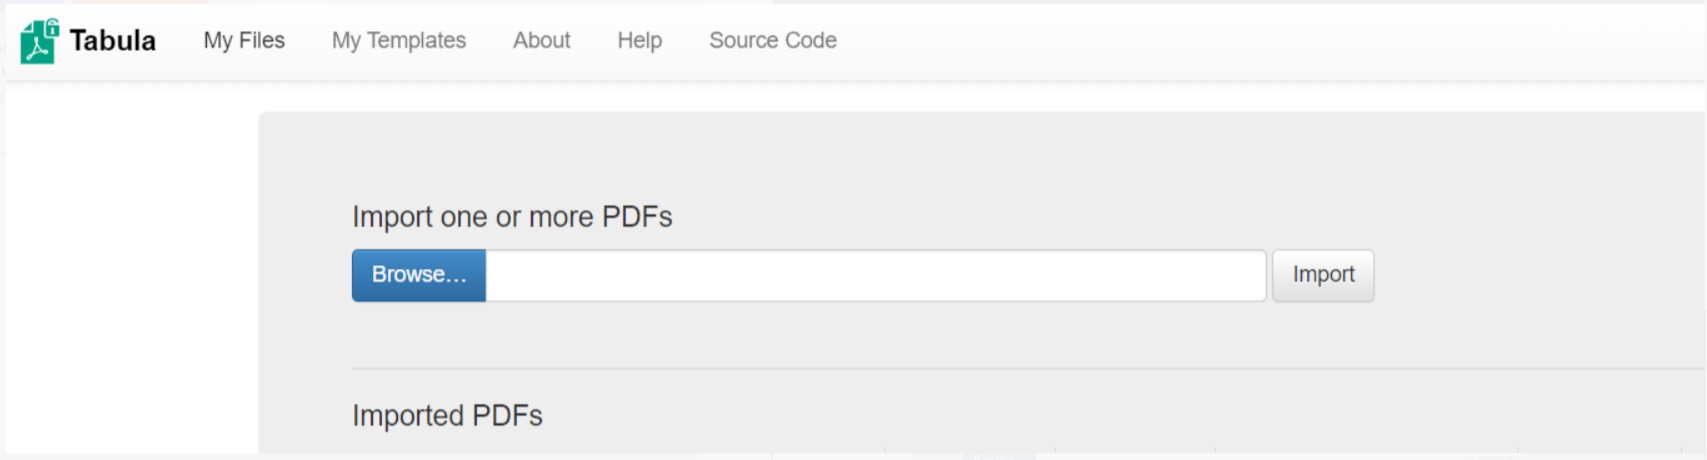 Tabula My Files My Templates About Help Source Code
Import one or more PDFs
Browse... Import
Imported PDFs